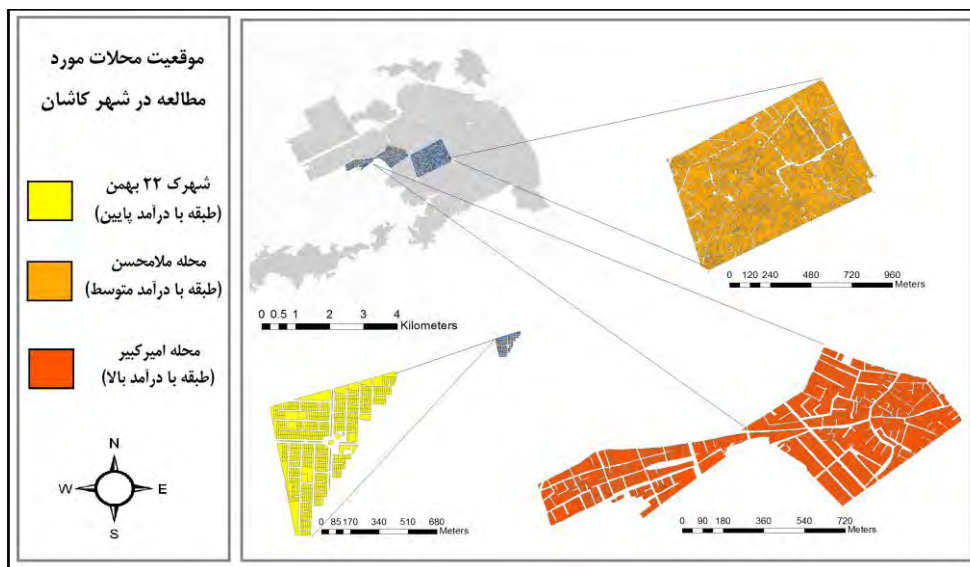 موقعیت محلات مورد
مطالعه در شهر کاشان
شهرک ۲۲ بهمن
(طبقه با درآمد پایین)
محله ملامحسن
(طبقه با درآمد متوسط)
محله امیرکبیر
(طبقه با درآمد بالا)
N
W E
S
0 0.5 1 2 3 4
Kilometers
0 120 240 480 720 960
Meters
0 85 170 340 510 680
Meters
0 90 180 360 540 720
Meters